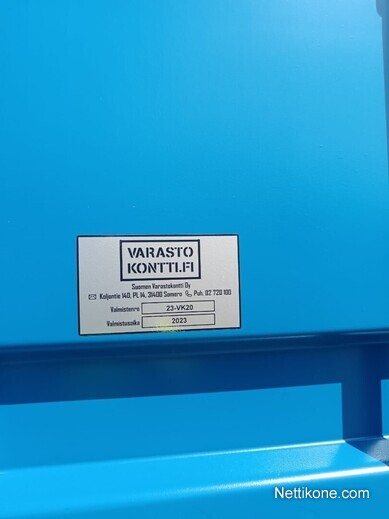 VARASTO
KONTTI.FI
Suomen Varastokontti Oy
Koljontie 140, PL 14, 31400 Somero Puh. 02 720 100
Valmistenro 23-VK20
Valmistusaika 2023
Nettikone.com